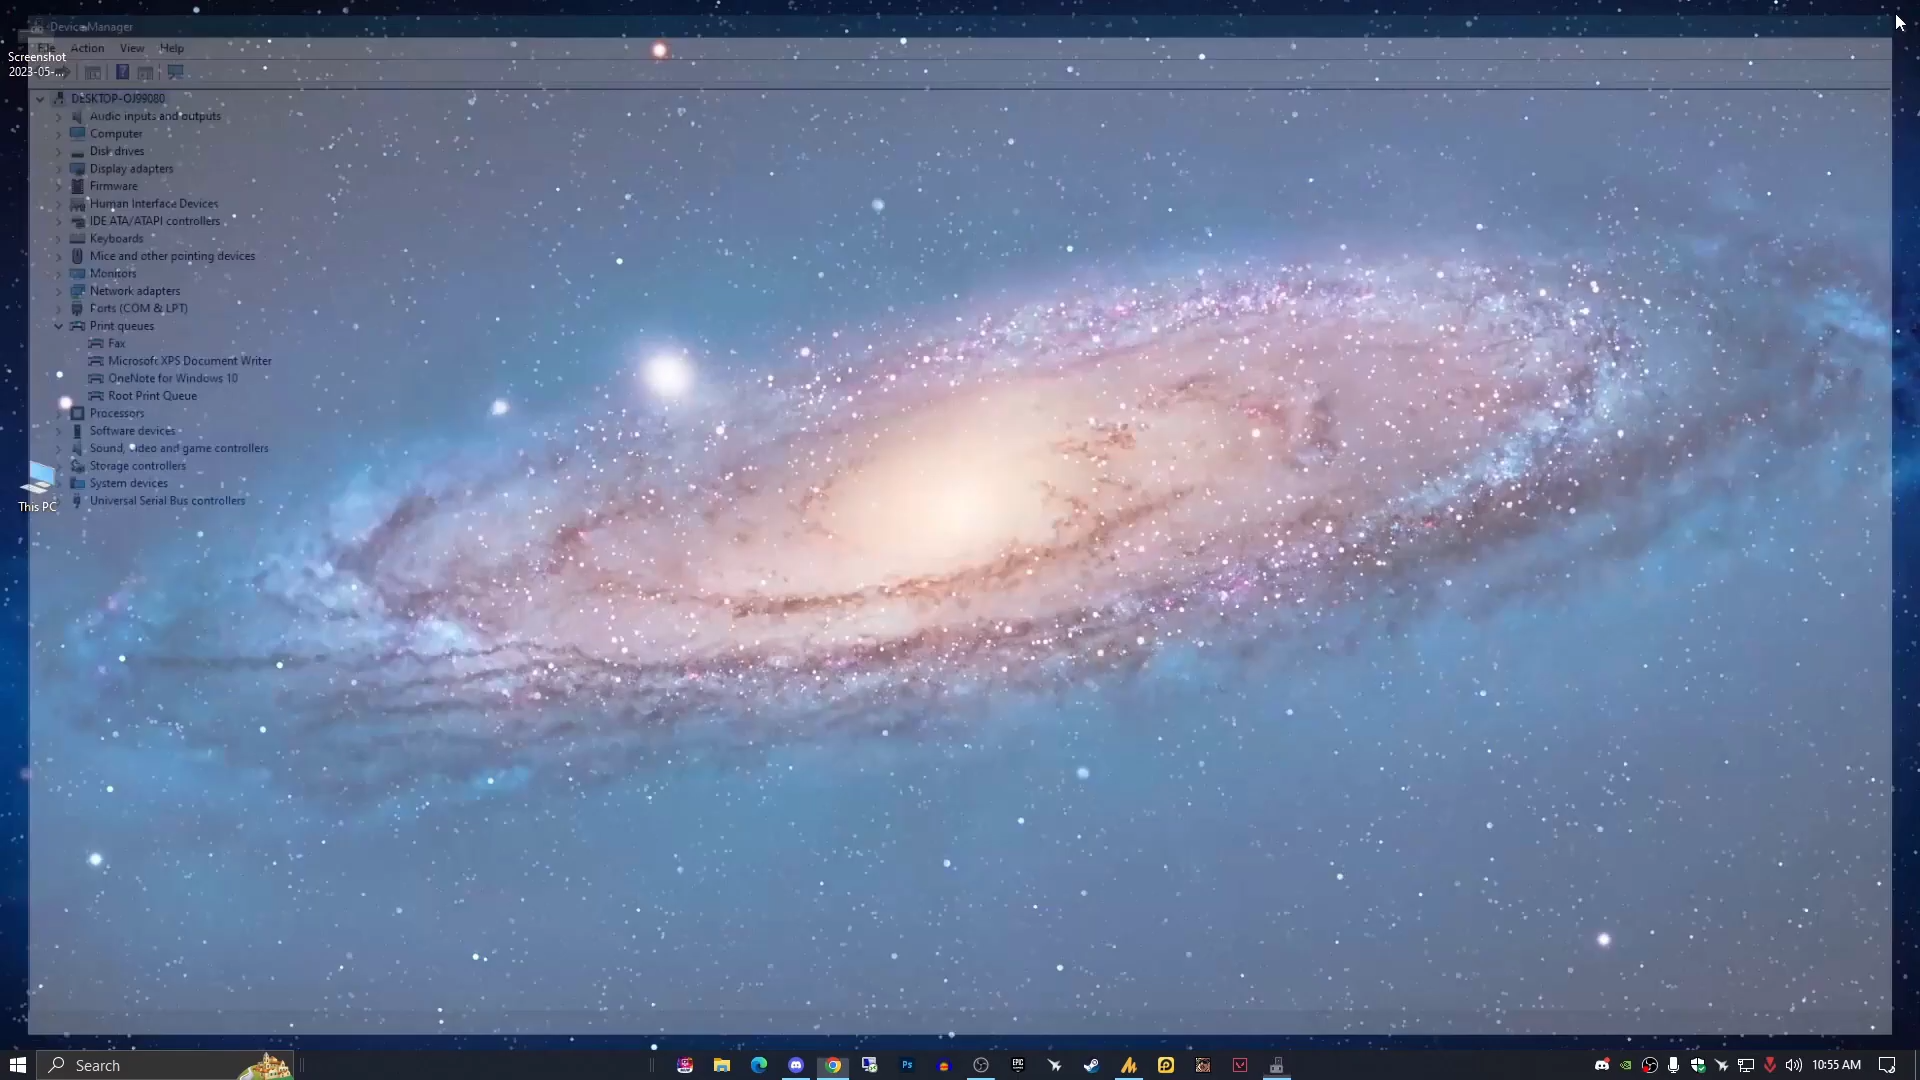 Device Manager
File Action View Help
Screenshot
2023-05-...
DESKTOP-OJ99080
Audio inputs and outputs
Computer
Disk drives
Display adapters
Firmware
Human Interface Devices
IDE ATA/ATAPI controllers
Keyboards
Mice and other pointing devices
Monitors
Network adapters
Ports (COM & LPT)
Print queues
Fax
Microsoft XPS Document Writer
OneNote for Windows 10
Root Print Queue
Processors
Software devices
Sound, video and game controllers
Storage controllers
System devices
Universal Serial Bus controllers
This PC
Search
Ps
EPIC
10:55 AM